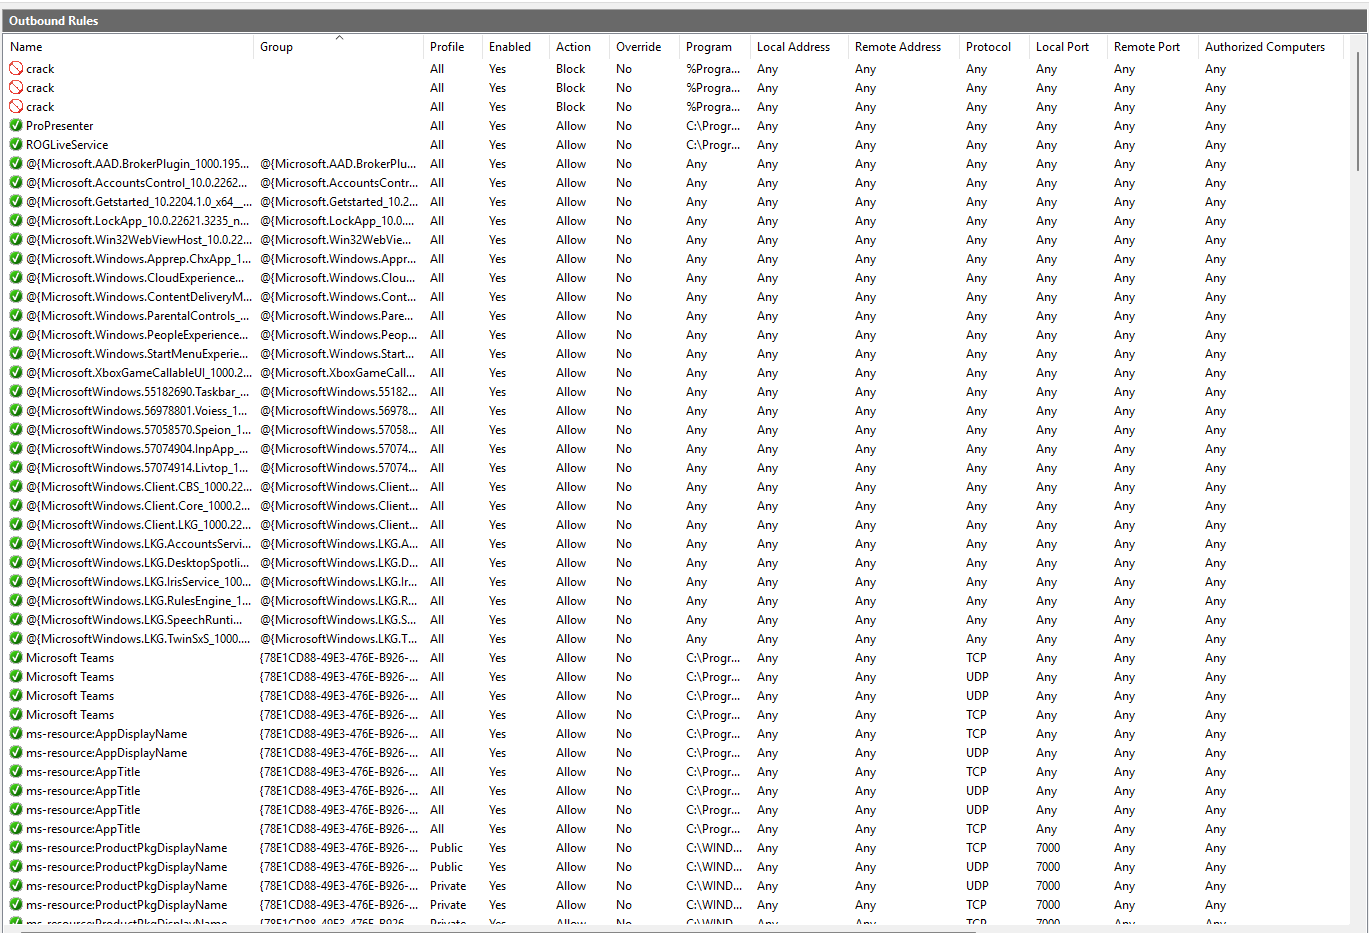 Outbound Rules
Name Group Profile Enabled Action Override Program Local Address Remote Address Protocol Local Port Remote Port Authorized Computers
crack All Yes Block No %Progra... Any Any Any Any Any Any
crack All Yes Block No %Progra... Any Any Any Any Any Any
crack All Yes Block No %Progra... Any Any Any Any Any Any
ProPresenter All Yes Allow No C:\Progr... Any Any Any Any Any Any
ROGLiveService All Yes Allow No C:\Progr... Any Any Any Any Any Any
@{Microsoft.AAD.BrokerPlugin_1000.195... @{Microsoft.AAD.BrokerPlu... All Yes Allow No Any Any Any Any Any Any Any
@{Microsoft.AccountsControl_10.0.2262... @{Microsoft.AccountsContr... All Yes Allow No Any Any Any Any Any Any Any
@{Microsoft.Getstarted_10.2204.1.0_x64__... @{Microsoft.Getstarted_10.2... All Yes Allow No Any Any Any Any Any Any Any
@{Microsoft.LockApp_10.0.22621.3235_n... @{Microsoft.LockApp_10.0.... All Yes Allow No Any Any Any Any Any Any Any
@{Microsoft.Win32WebViewHost_10.0.22... @{Microsoft.Win32WebVie... All Yes Allow No Any Any Any Any Any Any Any
@{Microsoft.Windows.Apprep.ChxApp_1... @{Microsoft.Windows.Appr... All Yes Allow No Any Any Any Any Any Any Any
@{Microsoft.Windows.CloudExperience... @{Microsoft.Windows.Clou... All Yes Allow No Any Any Any Any Any Any Any
@{Microsoft.Windows.ContentDeliveryM... @{Microsoft.Windows.Cont... All Yes Allow No Any Any Any Any Any Any Any
@{Microsoft.Windows.ParentalControls_... @{Microsoft.Windows.Pare... All Yes Allow No Any Any Any Any Any Any Any
@{Microsoft.Windows.PeopleExperience... @{Microsoft.Windows.Peop... All Yes Allow No Any Any Any Any Any Any Any
@{Microsoft.Windows.StartMenuExperie... @{Microsoft.Windows.Start... All Yes Allow No Any Any Any Any Any Any Any
@{Microsoft.XboxGameCallableUI_1000.2... @{Microsoft.XboxGameCall... All Yes Allow No Any Any Any Any Any Any Any
@{MicrosoftWindows.55182690.Taskbar_... @{MicrosoftWindows.55182... All Yes Allow No Any Any Any Any Any Any Any
@{MicrosoftWindows.56978801.Voiess_1... @{MicrosoftWindows.56978... All Yes Allow No Any Any Any Any Any Any Any
@{MicrosoftWindows.57058570.Speion_1... @{MicrosoftWindows.57058... All Yes Allow No Any Any Any Any Any Any Any
@{MicrosoftWindows.57074904.InpApp_... @{MicrosoftWindows.57074... All Yes Allow No Any Any Any Any Any Any Any
@{MicrosoftWindows.57074914.Livtop_1... @{MicrosoftWindows.57074... All Yes Allow No Any Any Any Any Any Any Any
@{MicrosoftWindows.Client.CBS_1000.22... @{MicrosoftWindows.Client... All Yes Allow No Any Any Any Any Any Any Any
@{MicrosoftWindows.Client.Core_1000.2... @{MicrosoftWindows.Client... All Yes Allow No Any Any Any Any Any Any Any
@{MicrosoftWindows.Client.LKG_1000.22... @{MicrosoftWindows.Client... All Yes Allow No Any Any Any Any Any Any Any
@{MicrosoftWindows.LKG.AccountsServi... @{MicrosoftWindows.LKG.A... All Yes Allow No Any Any Any Any Any Any Any
@{MicrosoftWindows.LKG.DesktopSpotli... @{MicrosoftWindows.LKG.D... All Yes Allow No Any Any Any Any Any Any Any
@{MicrosoftWindows.LKG.IrisService_100... @{MicrosoftWindows.LKG.Ir... All Yes Allow No Any Any Any Any Any Any Any
@{MicrosoftWindows.LKG.RulesEngine_1... @{MicrosoftWindows.LKG.R... All Yes Allow No Any Any Any Any Any Any Any
@{MicrosoftWindows.LKG.SpeechRunti... @{MicrosoftWindows.LKG.S... All Yes Allow No Any Any Any Any Any Any Any
@{MicrosoftWindows.LKG.TwinSxS_1000.... @{MicrosoftWindows.LKG.T... All Yes Allow No Any Any Any Any Any Any Any
Microsoft Teams {78E1CD88-49E3-476E-B926-... All Yes Allow No C:\Progr... Any Any TCP Any Any Any
Microsoft Teams {78E1CD88-49E3-476E-B926-... All Yes Allow No C:\Progr... Any Any UDP Any Any Any
Microsoft Teams {78E1CD88-49E3-476E-B926-... All Yes Allow No C:\Progr... Any Any UDP Any Any Any
Microsoft Teams {78E1CD88-49E3-476E-B926-... All Yes Allow No C:\Progr... Any Any TCP Any Any Any
ms-resource:AppDisplayName {78E1CD88-49E3-476E-B926-... All Yes Allow No C:\Progr... Any Any TCP Any Any Any
ms-resource:AppDisplayName {78E1CD88-49E3-476E-B926-... All Yes Allow No C:\Progr... Any Any UDP Any Any Any
ms-resource:AppTitle {78E1CD88-49E3-476E-B926-... All Yes Allow No C:\Progr... Any Any TCP Any Any Any
ms-resource:AppTitle {78E1CD88-49E3-476E-B926-... All Yes Allow No C:\Progr... Any Any UDP Any Any Any
ms-resource:AppTitle {78E1CD88-49E3-476E-B926-... All Yes Allow No C:\Progr... Any Any UDP Any Any Any
ms-resource:AppTitle {78E1CD88-49E3-476E-B926-... All Yes Allow No C:\Progr... Any Any TCP Any Any Any
ms-resource:ProductPkgDisplayName {78E1CD88-49E3-476E-B926-... Public Yes Allow No C:\WIND... Any Any TCP 7000 Any Any
ms-resource:ProductPkgDisplayName {78E1CD88-49E3-476E-B926-... Public Yes Allow No C:\WIND... Any Any UDP 7000 Any Any
ms-resource:ProductPkgDisplayName {78E1CD88-49E3-476E-B926-... Private Yes Allow No C:\WIND... Any Any UDP 7000 Any Any
ms-resource:ProductPkgDisplayName {78E1CD88-49E3-476E-B926-... Private Yes Allow No C:\WIND... Any Any TCP 7000 Any Any
ms-resource:ProductPkgDisplayName {78E1CD88-49E3-476E-B926-... Private Yes Allow No C:\WIND... Any Any TCP 7000 Any Any